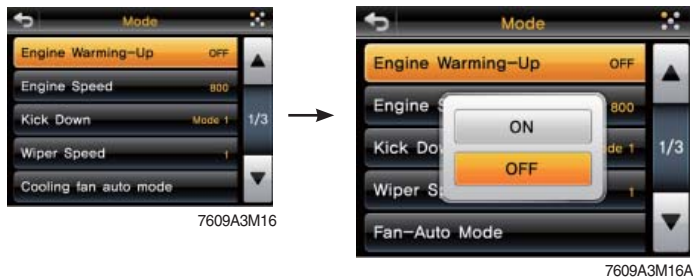 Mode
Engine Warming-Up OFF
Engine Speed 800
Kick Down Mode 1
Wiper Speed 1
Cooling fan auto mode
1/3
7609A3M16
Mode
Engine Warming-Up OFF
Engine S 800
Kick Do de 1
Wiper S 1
Fan-Auto Mode
ON
OFF
1/3
7609A3M16A